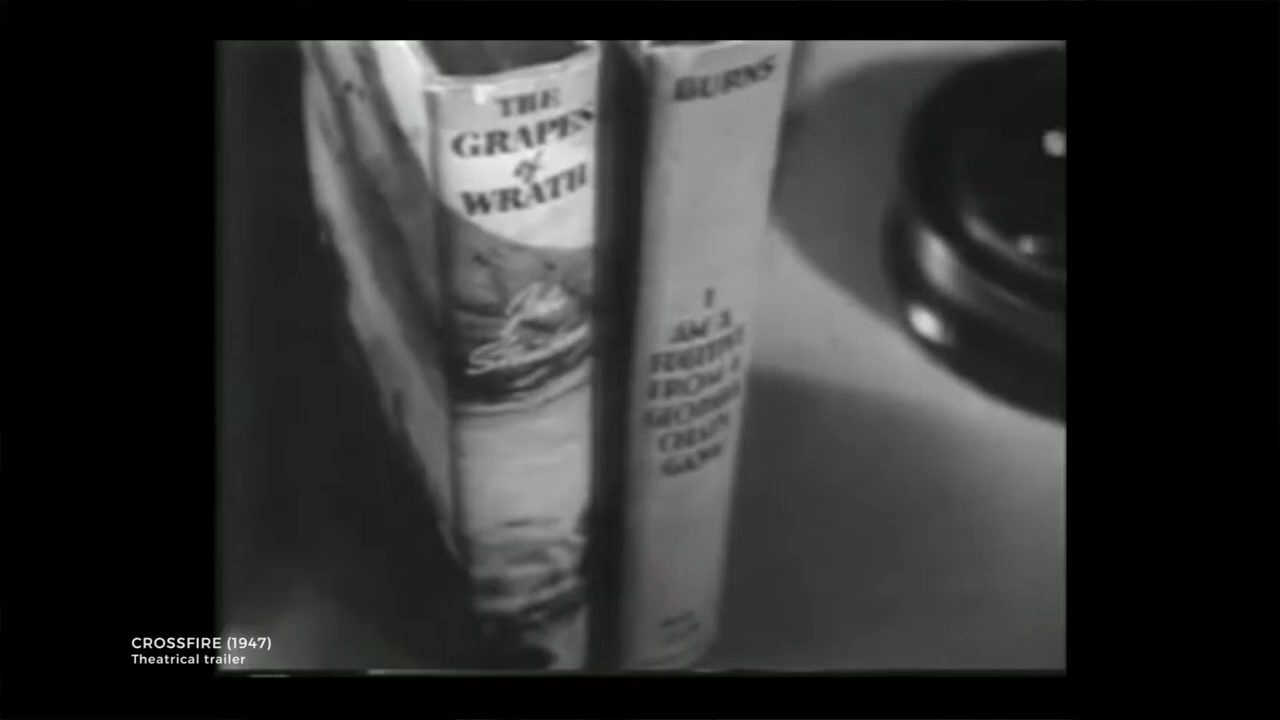 THE
GRAPES
of
WRATH
BURNS
I
AM A
FUGITIVE
FROM A
GEORGIA
CHAIN
GANG
CROSSFIRE (1947)
Theatrical trailer